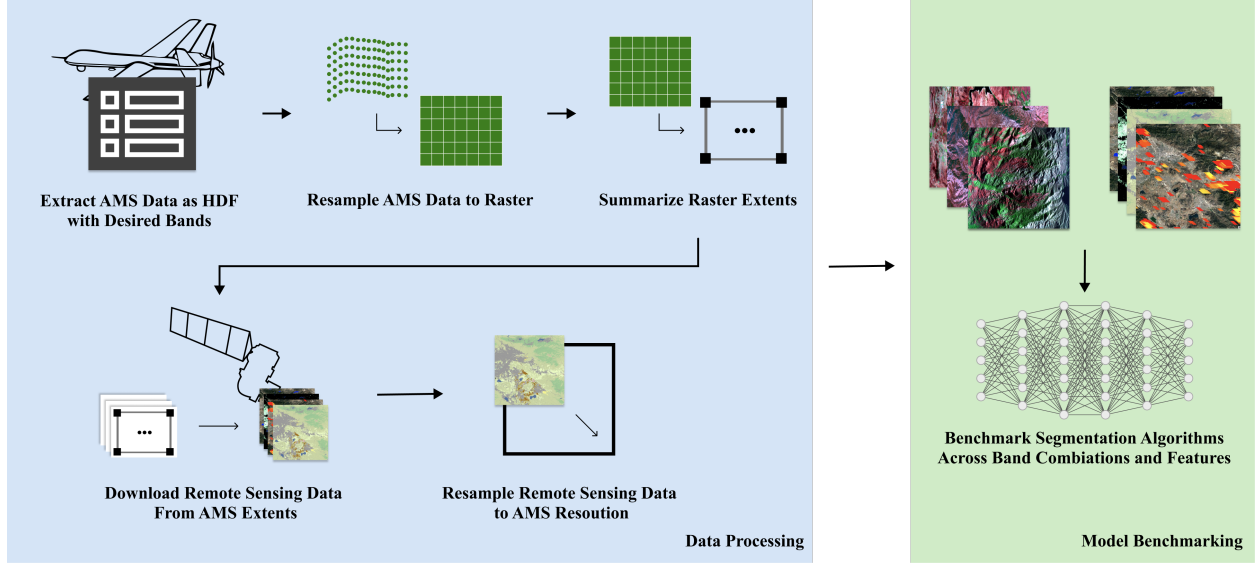 Extract AMS Data as HDF
with Desired Bands
Resample AMS Data to Raster
Summarize Raster Extents
Download Remote Sensing Data
From AMS Extents
Resample Remote Sensing Data
to AMS Resoution
Data Processing
Benchmark Segmentation Algorithms
Across Band Combiations and Features
Model Benchmarking